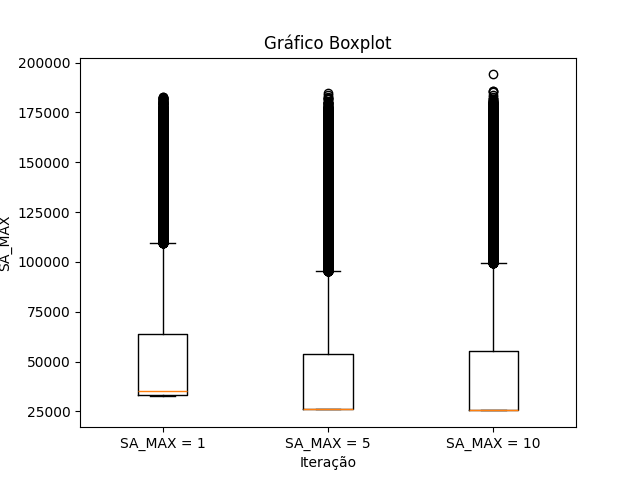 Gráfico Boxplot
200000
175000
150000
125000
100000
75000
50000
25000
SA_MAX
SA_MAX = 1
SA_MAX = 5
SA_MAX = 10
Iteração